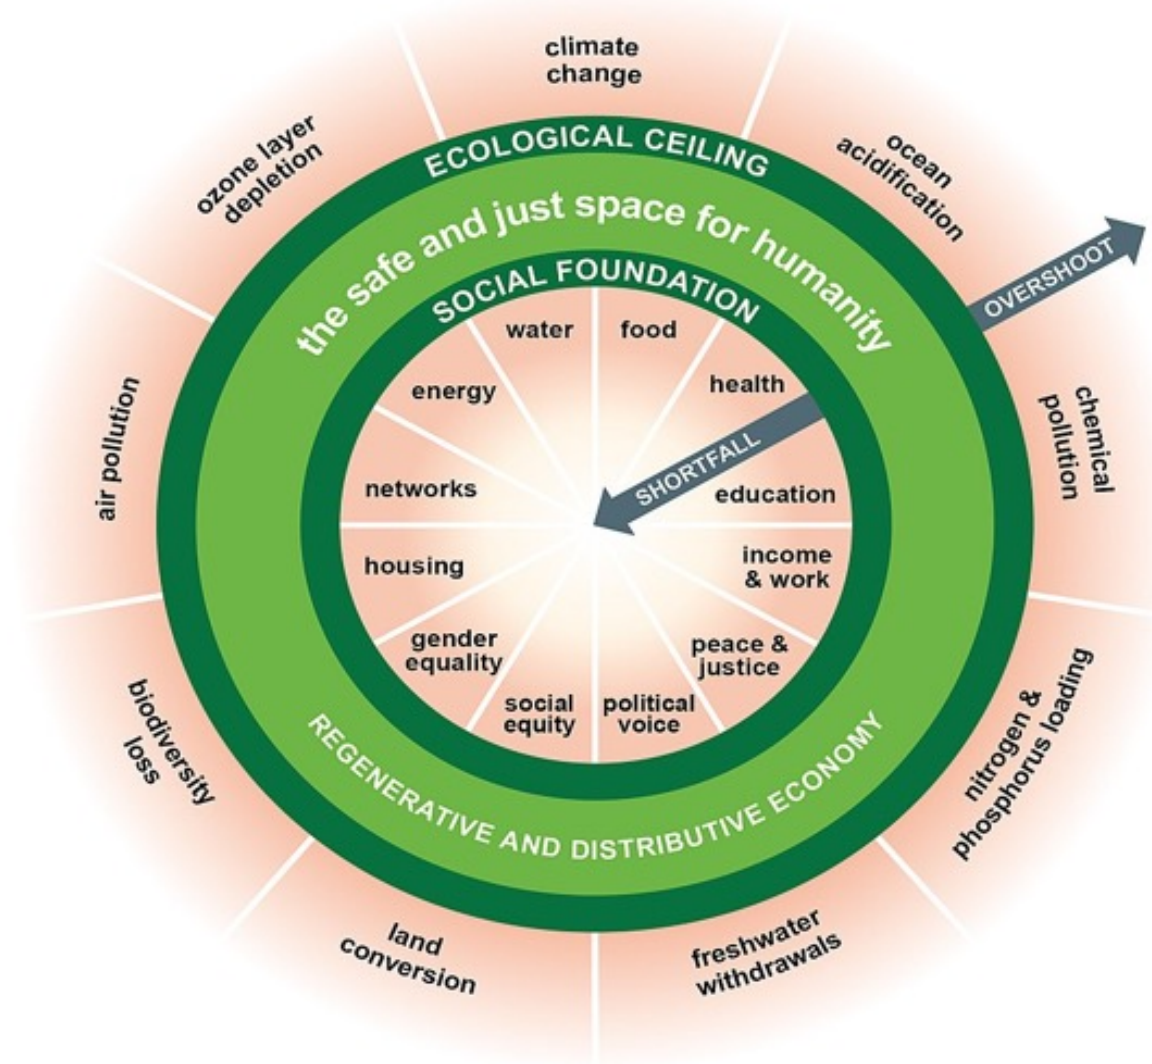 climate
change
ozone layer
depletion
ocean
acidification
ECOLOGICAL CEILING
the safe and just space for humanity
OVERSHOOT
SOCIAL FOUNDATION
water
food
energy
health
SHORTFALL
air pollution
chemical
pollution
networks
education
housing
income
& work
gender
equality
peace &
justice
social
equity
political
voice
biodiversity
loss
nitrogen &
phosphorus loading
REGENERATIVE AND DISTRIBUTIVE ECONOMY
land
conversion
freshwater
withdrawals